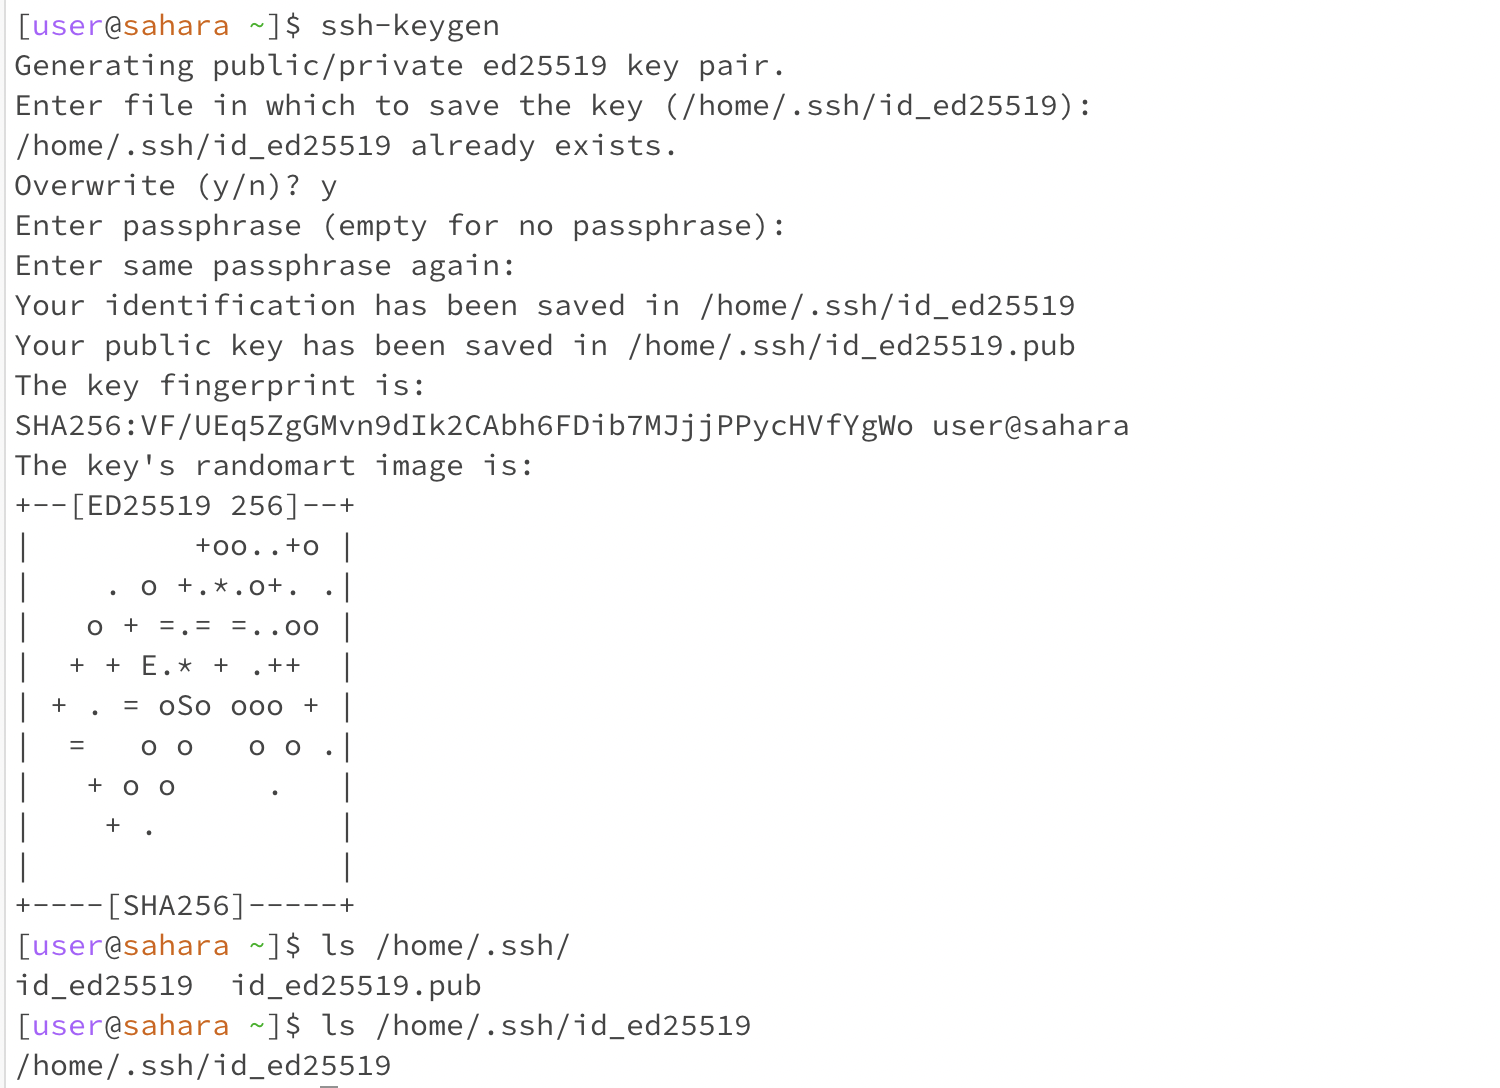 [user@sahara ~]$ ssh-keygen
Generating public/private ed25519 key pair.
Enter file in which to save the key (/home/.ssh/id_ed25519):
/home/.ssh/id_ed25519 already exists.
Overwrite (y/n)? y
Enter passphrase (empty for no passphrase):
Enter same passphrase again:
Your identification has been saved in /home/.ssh/id_ed25519
Your public key has been saved in /home/.ssh/id_ed25519.pub
The key fingerprint is:
SHA256:VF/UEq5ZgGMvn9dIk2CAbh6FDib7MJjjPPycHVfYgWo user@sahara
The key's randomart image is:
+--[ED25519 256]--+
|         +oo..+o |
|    . o +.*.o+. .|
|   o + =.= =..oo |
|  + + E.* + .++  |
| + . = oSo ooo + |
|  =   o o   o o .|
|   + o o     .   |
|    + .          |
|                 |
+----[SHA256]-----+
[user@sahara ~]$ ls /home/.ssh/
id_ed25519  id_ed25519.pub
[user@sahara ~]$ ls /home/.ssh/id_ed25519
/home/.ssh/id_ed25519